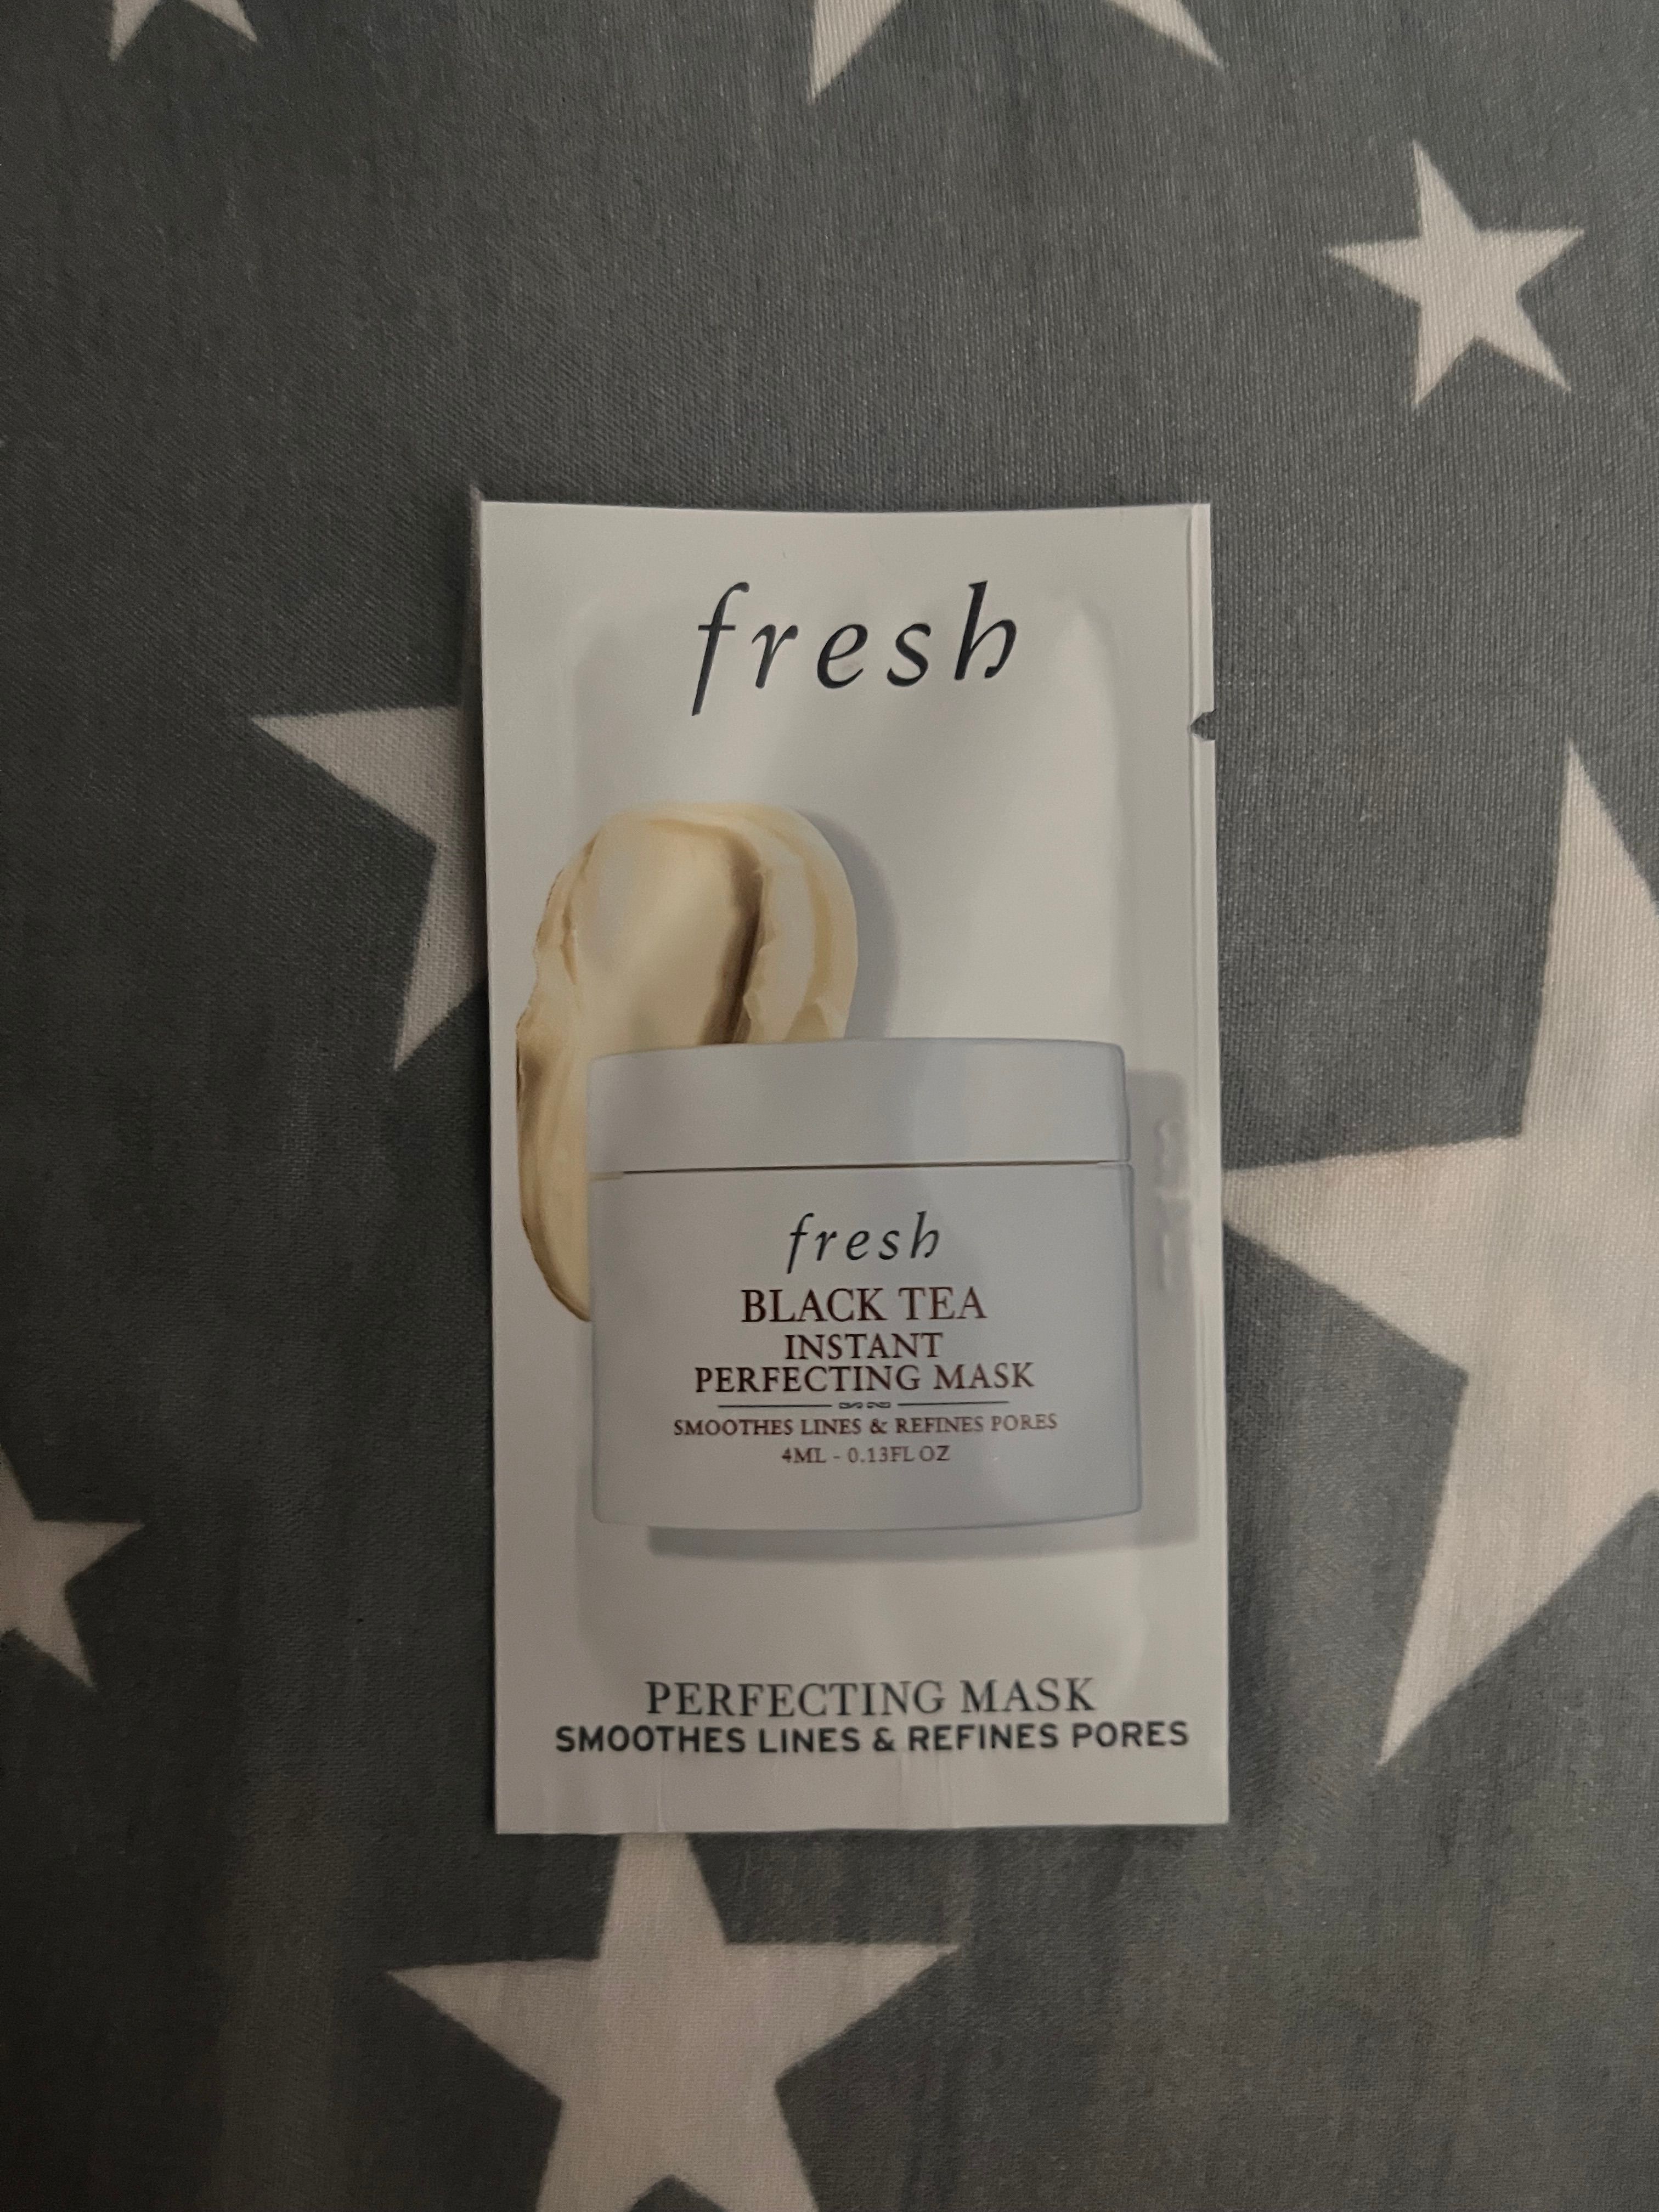 fresh
fresh
BLACK TEA
INSTANT
PERFECTING MASK
SMOOTHES LINES & REFINES PORES
4ML - 0.13FL OZ
PERFECTING MASK
SMOOTHES LINES & REFINES PORES